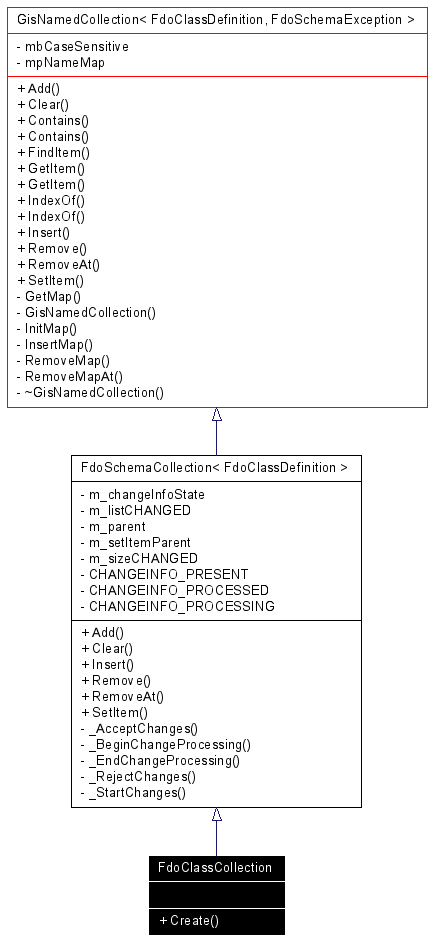 GisNamedCollection< FdoClassDefinition, FdoSchemaException >
- mbCaseSensitive
- mpNameMap
+ Add()
+ Clear()
+ Contains()
+ Contains()
+ FindItem()
+ GetItem()
+ GetItem()
+ IndexOf()
+ IndexOf()
+ Insert()
+ Remove()
+ RemoveAt()
+ SetItem()
- GetMap()
- GisNamedCollection()
- InitMap()
- InsertMap()
- RemoveMap()
- RemoveMapAt()
- ~GisNamedCollection()
FdoSchemaCollection< FdoClassDefinition >
- m_changeInfoState
- m_listCHANGED
- m_parent
- m_setItemParent
- m_sizeCHANGED
- CHANGEINFO_PRESENT
- CHANGEINFO_PROCESSED
- CHANGEINFO_PROCESSING
+ Add()
+ Clear()
+ Insert()
+ Remove()
+ RemoveAt()
+ SetItem()
- _AcceptChanges()
- _BeginChangeProcessing()
- _EndChangeProcessing()
- _RejectChanges()
- _StartChanges()
FdoClassCollection
+ Create()